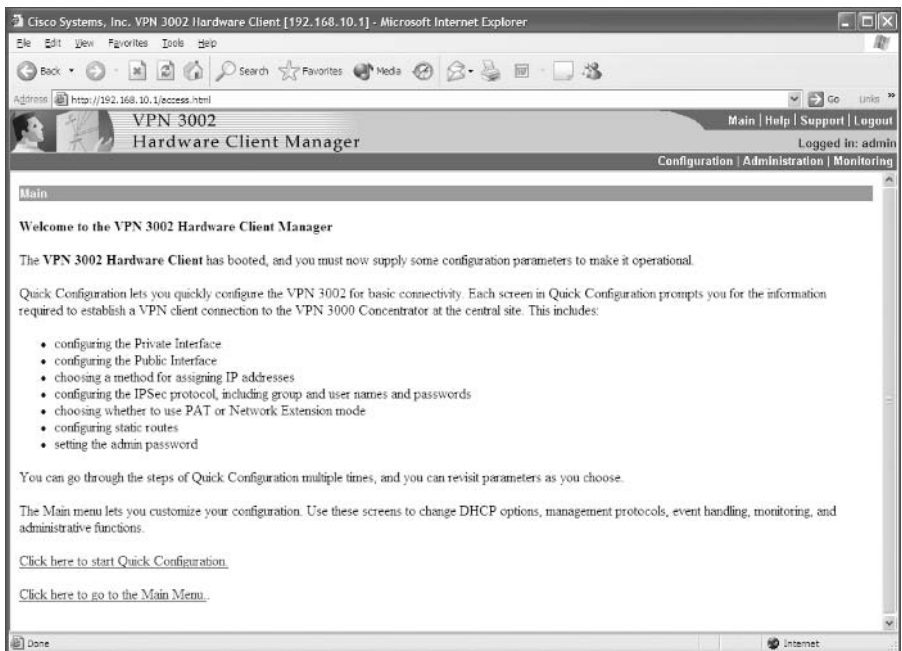 Cisco Systems, Inc. VPN 3002 Hardware Client [192.168.10.1] - Microsoft Internet Explorer
File Edit View Favorites Tools Help
Back Search Favorites Media
Address http://192.168.10.1/access.html Go Links »
VPN 3002
Hardware Client Manager
Main | Help | Support | Logout
Logged in: admin
Configuration | Administration | Monitoring
Main
Welcome to the VPN 3002 Hardware Client Manager
The VPN 3002 Hardware Client has booted, and you must now supply some configuration parameters to make it operational.
Quick Configuration lets you quickly configure the VPN 3002 for basic connectivity. Each screen in Quick Configuration prompts you for the information
required to establish a VPN client connection to the VPN 3000 Concentrator at the central site. This includes:
• configuring the Private Interface
• configuring the Public Interface
• choosing a method for assigning IP addresses
• configuring the IPSec protocol, including group and user names and passwords
• choosing whether to use PAT or Network Extension mode
• configuring static routes
• setting the admin password
You can go through the steps of Quick Configuration multiple times, and you can revisit parameters as you choose.
The Main menu lets you customize your configuration. Use these screens to change DHCP options, management protocols, event handling, monitoring, and
administrative functions.
Click here to start Quick Configuration.
Click here to go to the Main Menu..
Done
Internet